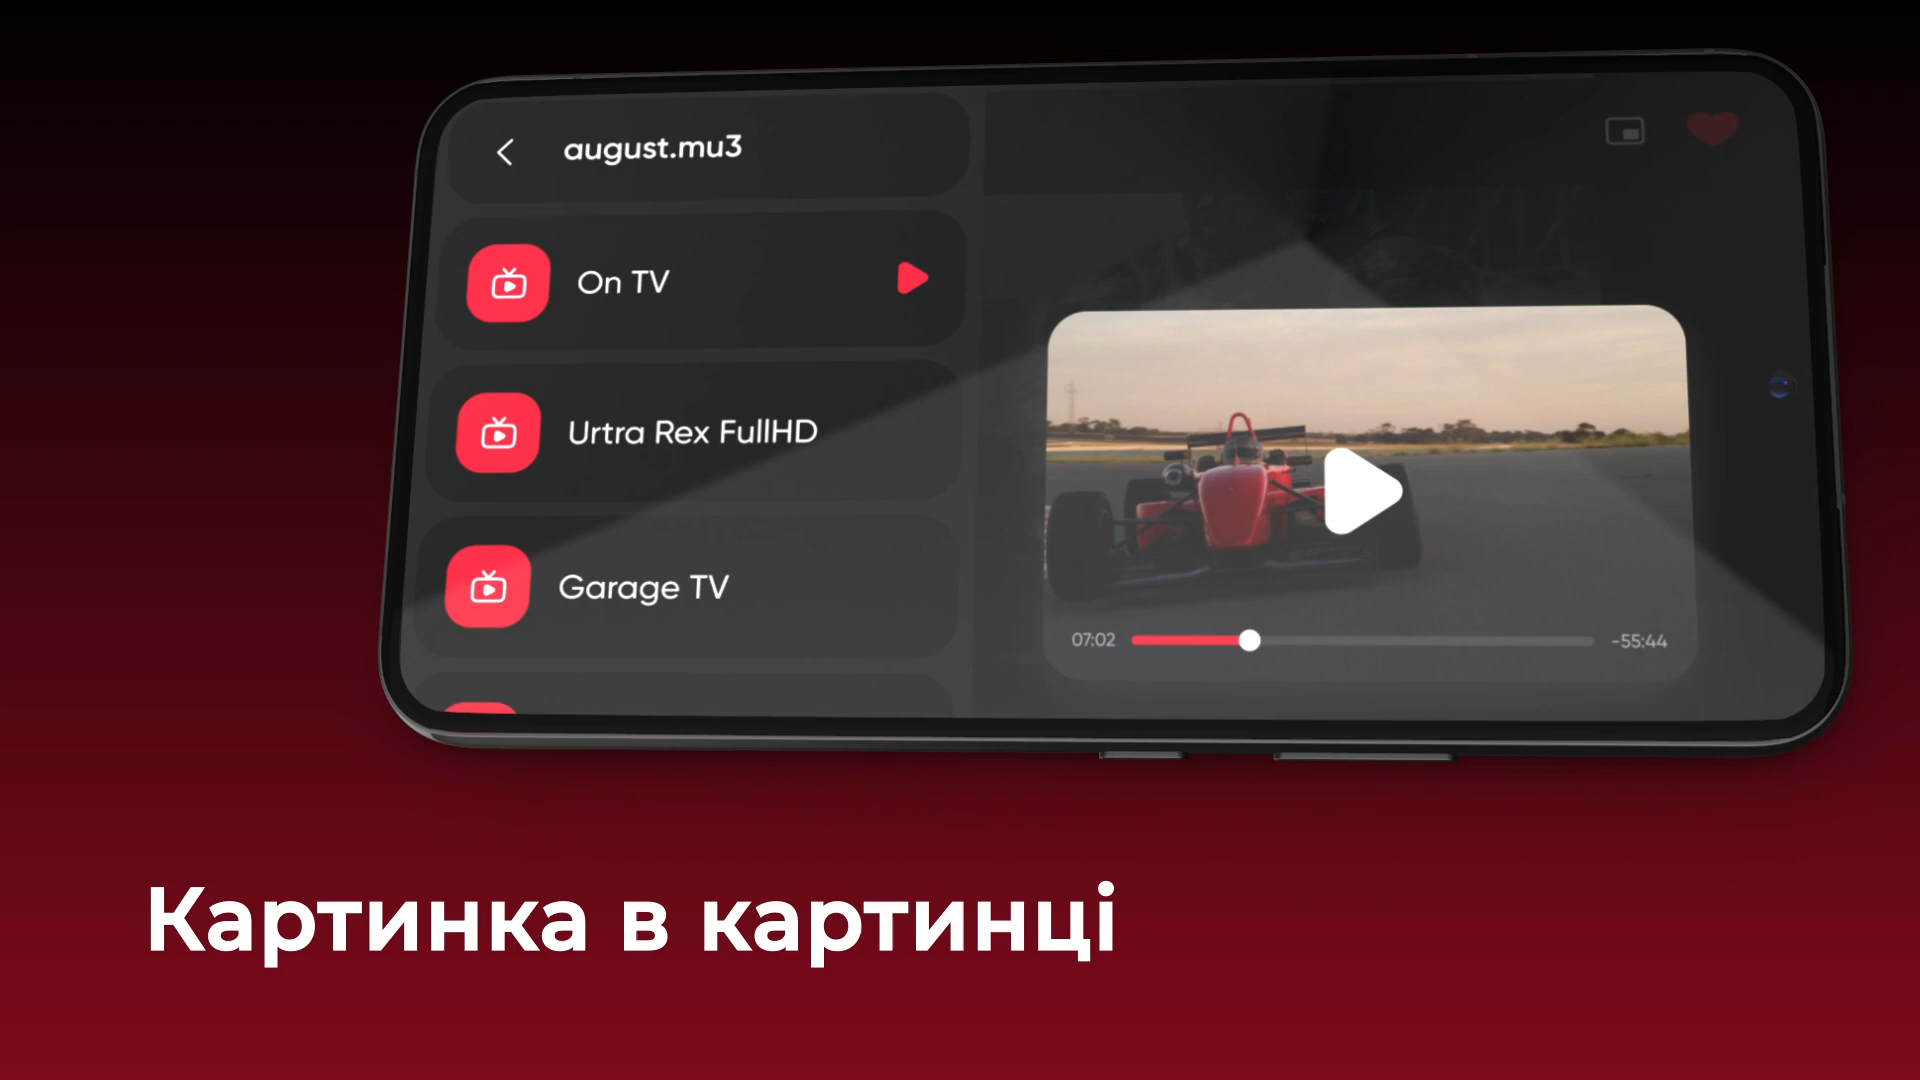 august.mu3
On TV
Urtra Rex FullHD
Garage TV
07:02
-55:44
Картинка в картинці